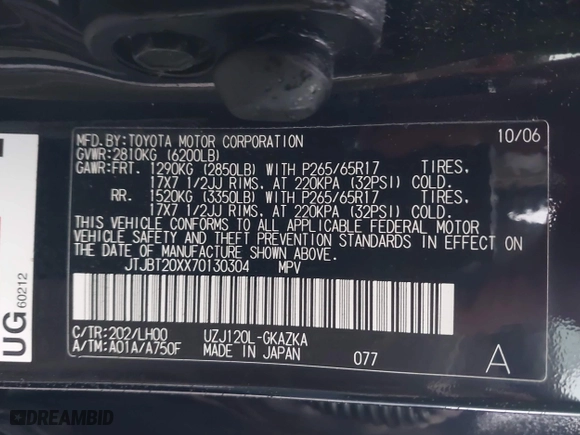 MFD.BY:TOYOTA MOTOR CORPORATION 10/06
GVWR:2810KG (6200LB)
GAWR:FRT. 1290KG (2850LB) WITH P265/65R17 TIRES,
17X7 1/2JJ RIMS, AT 220KPA (32PSI) COLD.
RR. 1520KG (3350LB) WITH P265/65R17 TIRES,
17X7 1/2JJ RIMS, AT 220KPA (32PSI) COLD.
THIS VEHICLE CONFORMS TO ALL APPLICABLE FEDERAL MOTOR
VEHICLE SAFETY AND THEFT PREVENTION STANDARDS IN EFFECT ON
THE DATE OF MANUFACTURE SHOWN ABOVE.
JTJBT20XX70130304 MPV
C/TR:202/LH00 UZJ120L-GKAZKA
A/TM:A01A/A750F MADE IN JAPAN 077 A
UG
60212
DREAMBID